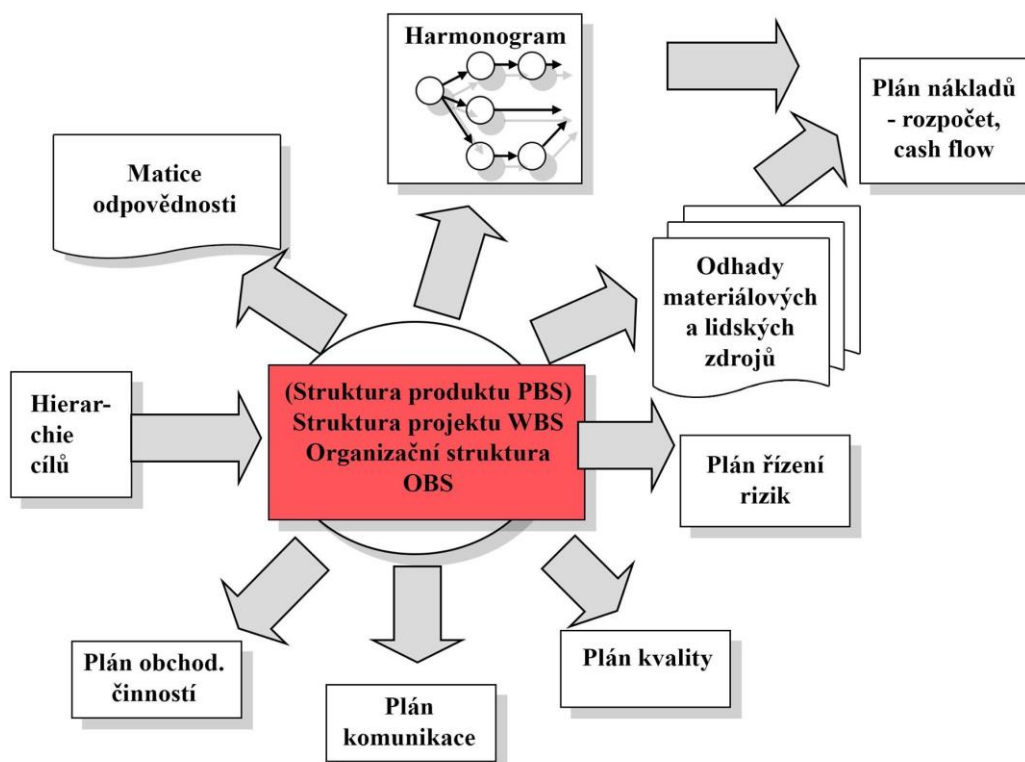 Harmonogram
Plán nákladů
- rozpočet,
cash flow
Matice
odpovědnosti
Odhady
materiálových
a lidských
zdrojů
Hierar-
chie
cílů
(Struktura produktu PBS)
Struktura projektu WBS
Organizační struktura
OBS
Plán řízení
rizik
Plán obchod.
činností
Plán
komunikace
Plán kvality